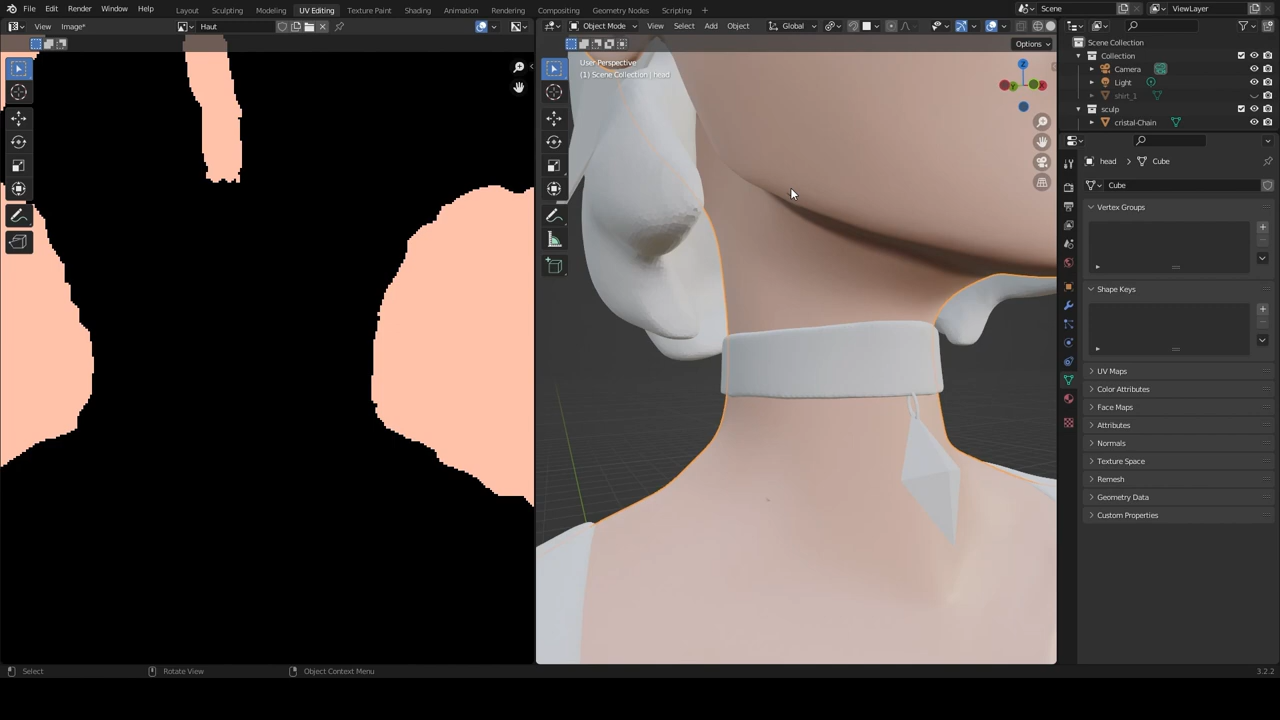 File Edit Render Window Help Layout Sculpting Modeling UV Editing Texture Paint Shading Animation Rendering Compositing Geometry Nodes Scripting + Scene ViewLayer
View Image* Haut Object Mode View Select Add Object Global
Options
User Perspective
(1) Scene Collection | head
Scene Collection
Collection
Camera
Light
shirt_1
sculp
cristal-Chain
head > Cube
Cube
Vertex Groups
Shape Keys
UV Maps
Color Attributes
Face Maps
Attributes
Normals
Texture Space
Remesh
Geometry Data
Custom Properties
Select Rotate View Object Context Menu 3.2.2